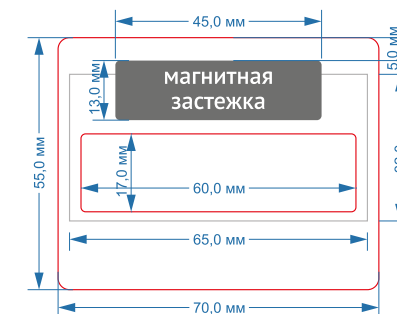 45,0 мм
5,0 мм
13,0 мм
магнитная
застежка
55,0 мм
17,0 мм
60,0 мм
65,0 мм
70,0 мм